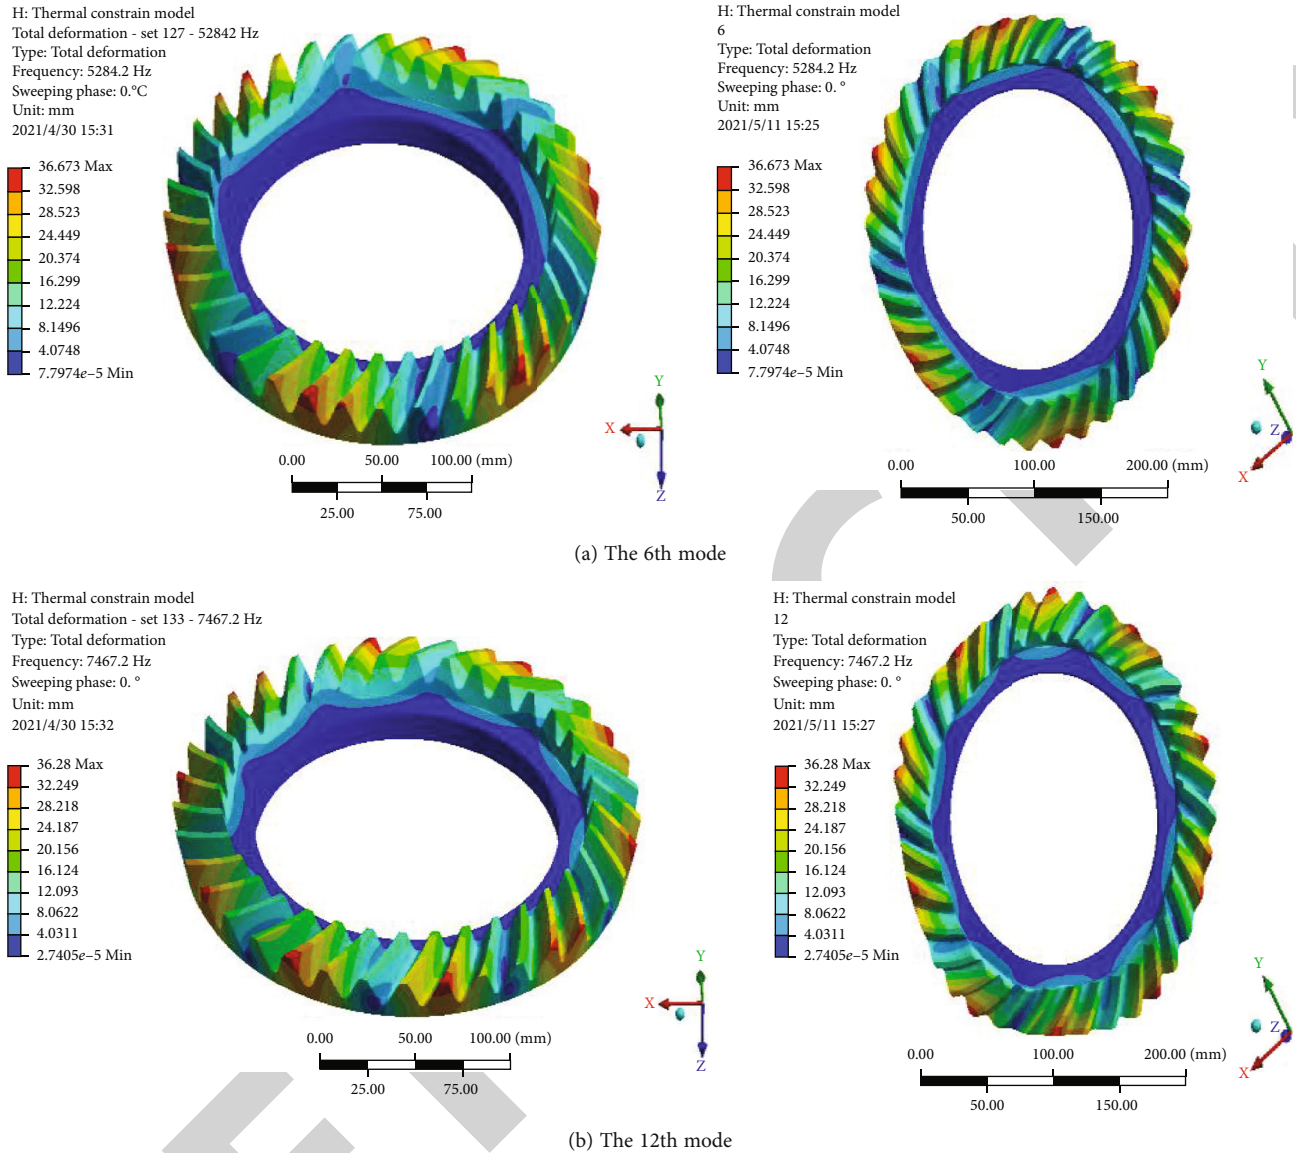 H: Thermal constrain model
Total deformation - set 127 - 52842 Hz
Type: Total deformation
Frequency: 5284.2 Hz
Sweeping phase: 0.°C
Unit: mm
2021/4/30 15:31
36.673 Max
32.598
28.523
24.449
20.374
16.299
12.224
8.1496
4.0748
7.7974e–5 Min
0.00 50.00 100.00 (mm)
25.00 75.00
Y
X
Z
H: Thermal constrain model
6
Type: Total deformation
Frequency: 5284.2 Hz
Sweeping phase: 0. °
Unit: mm
2021/5/11 15:25
36.673 Max
32.598
28.523
24.449
20.374
16.299
12.224
8.1496
4.0748
7.7974e–5 Min
0.00 100.00 200.00 (mm)
50.00 150.00
Y
Z
X
(a) The 6th mode
H: Thermal constrain model
Total deformation - set 133 - 7467.2 Hz
Type: Total deformation
Frequency: 7467.2 Hz
Sweeping phase: 0. °
Unit: mm
2021/4/30 15:32
36.28 Max
32.249
28.218
24.187
20.156
16.124
12.093
8.0622
4.0311
2.7405e–5 Min
0.00 50.00 100.00 (mm)
25.00 75.00
Y
X
Z
H: Thermal constrain model
12
Type: Total deformation
Frequency: 7467.2 Hz
Sweeping phase: 0. °
Unit: mm
2021/5/11 15:27
36.28 Max
32.249
28.218
24.187
20.156
16.124
12.093
8.0622
4.0311
2.7405e–5 Min
0.00 100.00 200.00 (mm)
50.00 150.00
Y
Z
X
(b) The 12th mode